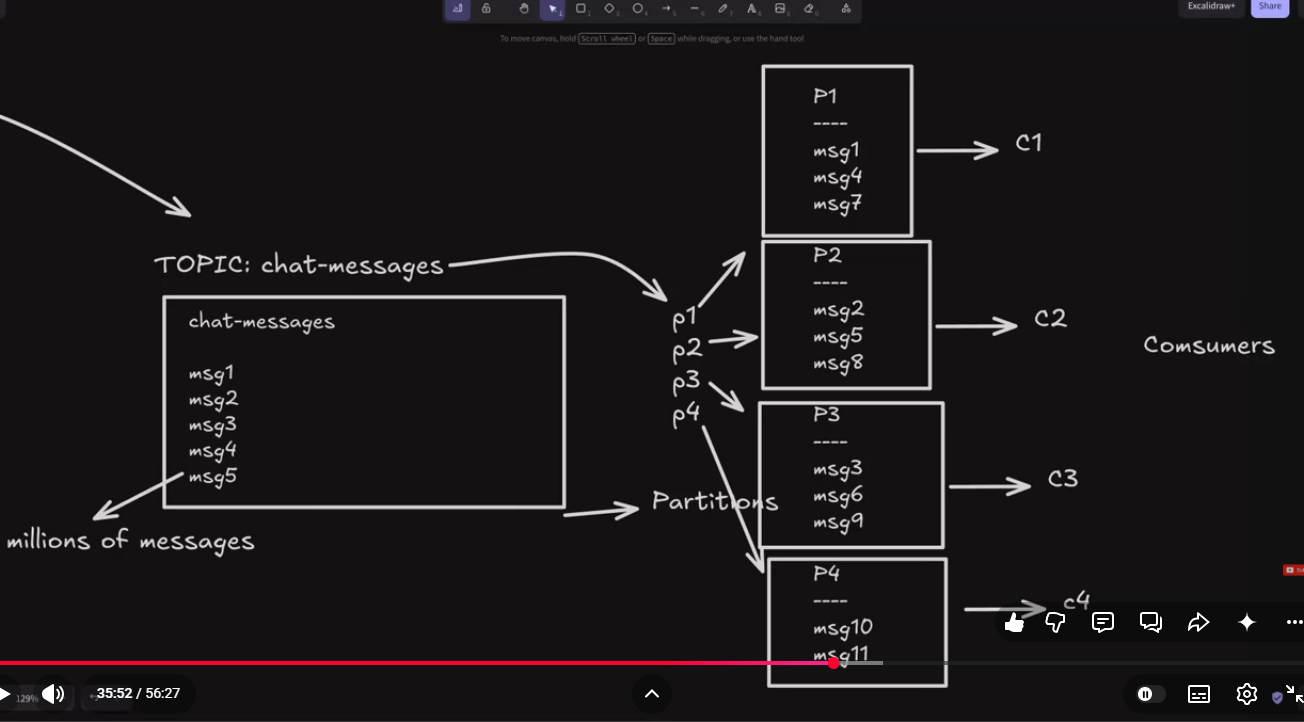 Excalidraw+
Share
To move canvas, hold Scroll wheel or Space while dragging, or use the hand tool
TOPIC: chat-messages
chat-messages
msg1
msg2
msg3
msg4
msg5
millions of messages
p1
p2
p3
p4
Partitions
P1
----
msg1
msg4
msg7
C1
P2
----
msg2
msg5
msg8
C2
P3
----
msg3
msg6
msg9
C3
P4
----
msg10
msg11
c4
Comsumers
35:52 / 56:27
129%